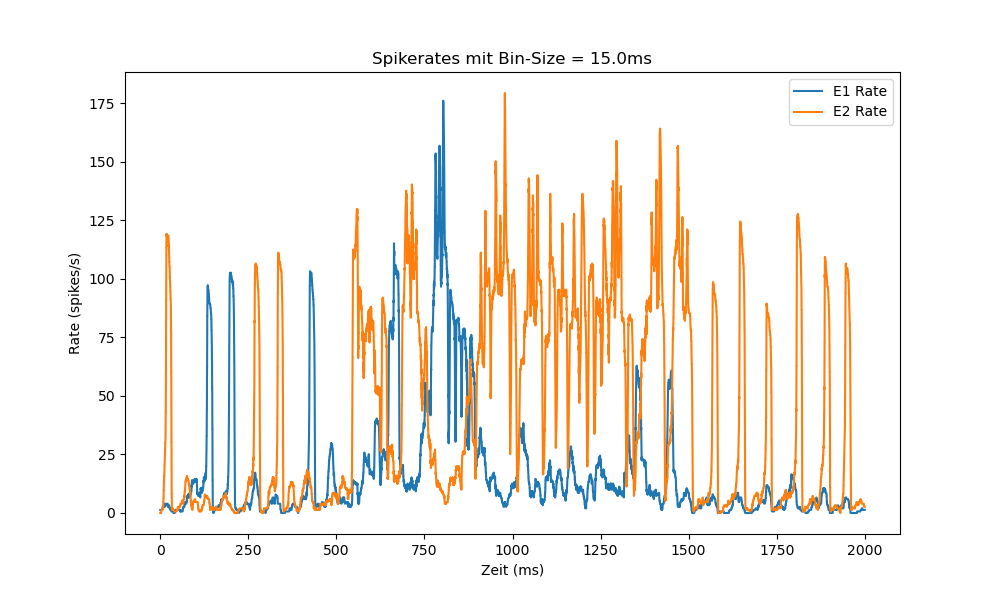 Spikerates mit Bin-Size = 15.0ms
E1 Rate
E2 Rate
Rate (spikes/s)
175
150
125
100
75
50
25
0
0 250 500 750 1000 1250 1500 1750 2000
Zeit (ms)